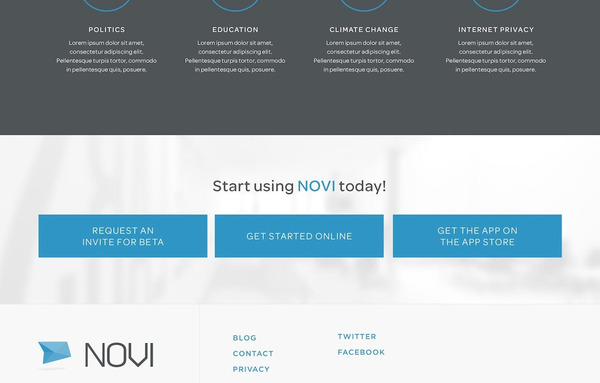 POLITICS
Lorem ipsum dolor sit amet,
consectetur adipiscing elit.
Pellentesque turpis tortor, commodo
in pellentesque quis, posuere.
EDUCATION
Lorem ipsum dolor sit amet,
consectetur adipiscing elit.
Pellentesque turpis tortor, commodo
in pellentesque quis, posuere.
CLIMATE CHANGE
Lorem ipsum dolor sit amet,
consectetur adipiscing elit.
Pellentesque turpis tortor, commodo
in pellentesque quis, posuere.
INTERNET PRIVACY
Lorem ipsum dolor sit amet,
consectetur adipiscing elit.
Pellentesque turpis tortor, commodo
in pellentesque quis, posuere.
Start using NOVI today!
REQUEST AN
INVITE FOR BETA
GET STARTED ONLINE
GET THE APP ON
THE APP STORE
NOVI
BLOG
CONTACT
PRIVACY
TWITTER
FACEBOOK